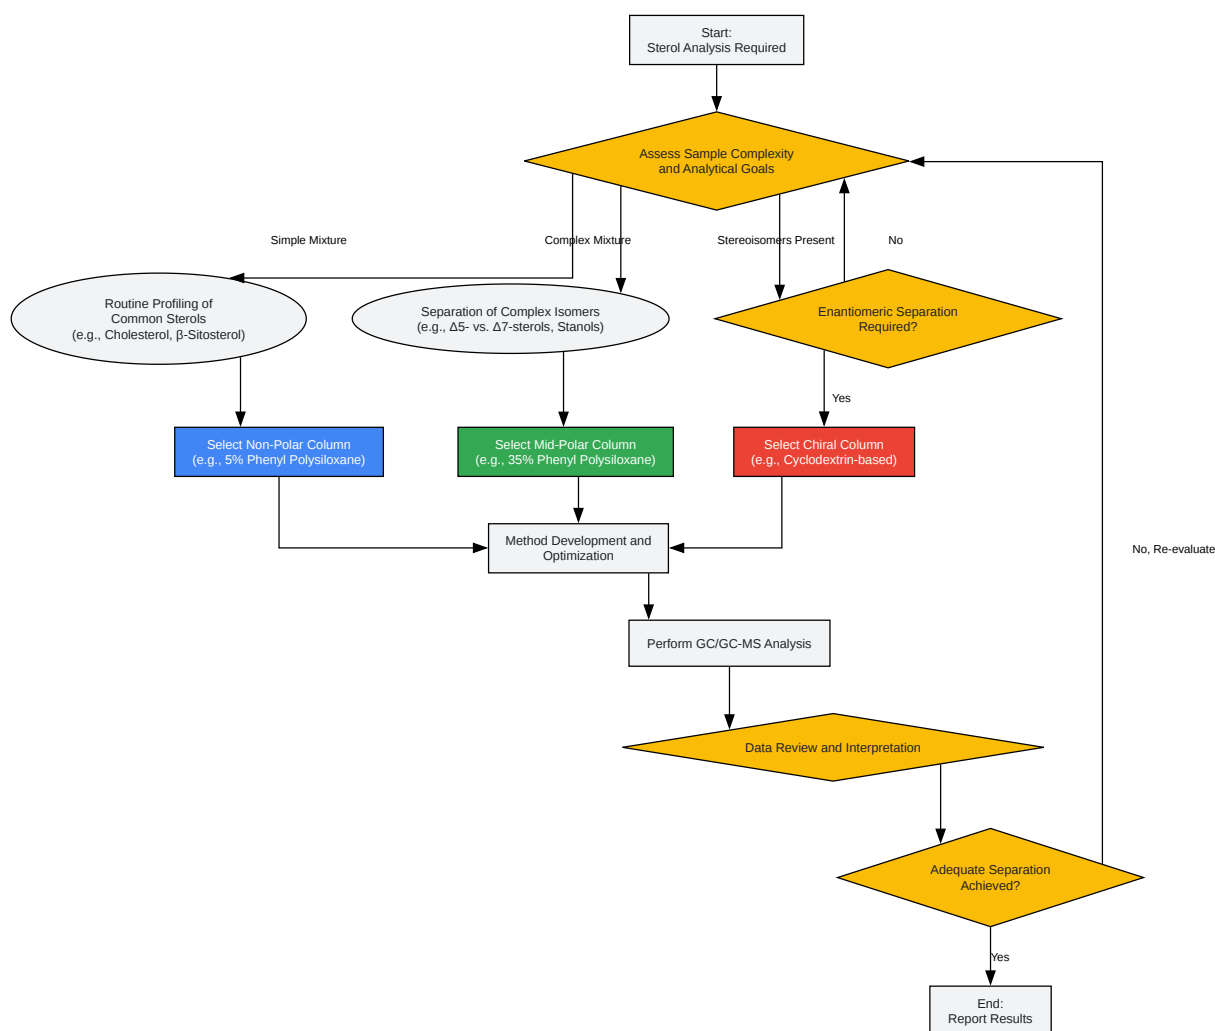 Start:
Sterol Analysis Required
Assess Sample Complexity
and Analytical Goals
Simple Mixture
Complex Mixture
Stereoisomers Present
No
Routine Profiling of
Common Sterols
(e.g., Cholesterol, β-Sitosterol)
Separation of Complex Isomers
(e.g., Δ5- vs. Δ7-sterols, Stanols)
Enantiomeric Separation
Required?
Yes
Select Non-Polar Column
(e.g., 5% Phenyl Polysiloxane)
Select Mid-Polar Column
(e.g., 35% Phenyl Polysiloxane)
Select Chiral Column
(e.g., Cyclodextrin-based)
Method Development and
Optimization
No, Re-evaluate
Perform GC/GC-MS Analysis
Data Review and Interpretation
Adequate Separation
Achieved?
Yes
End:
Report Results